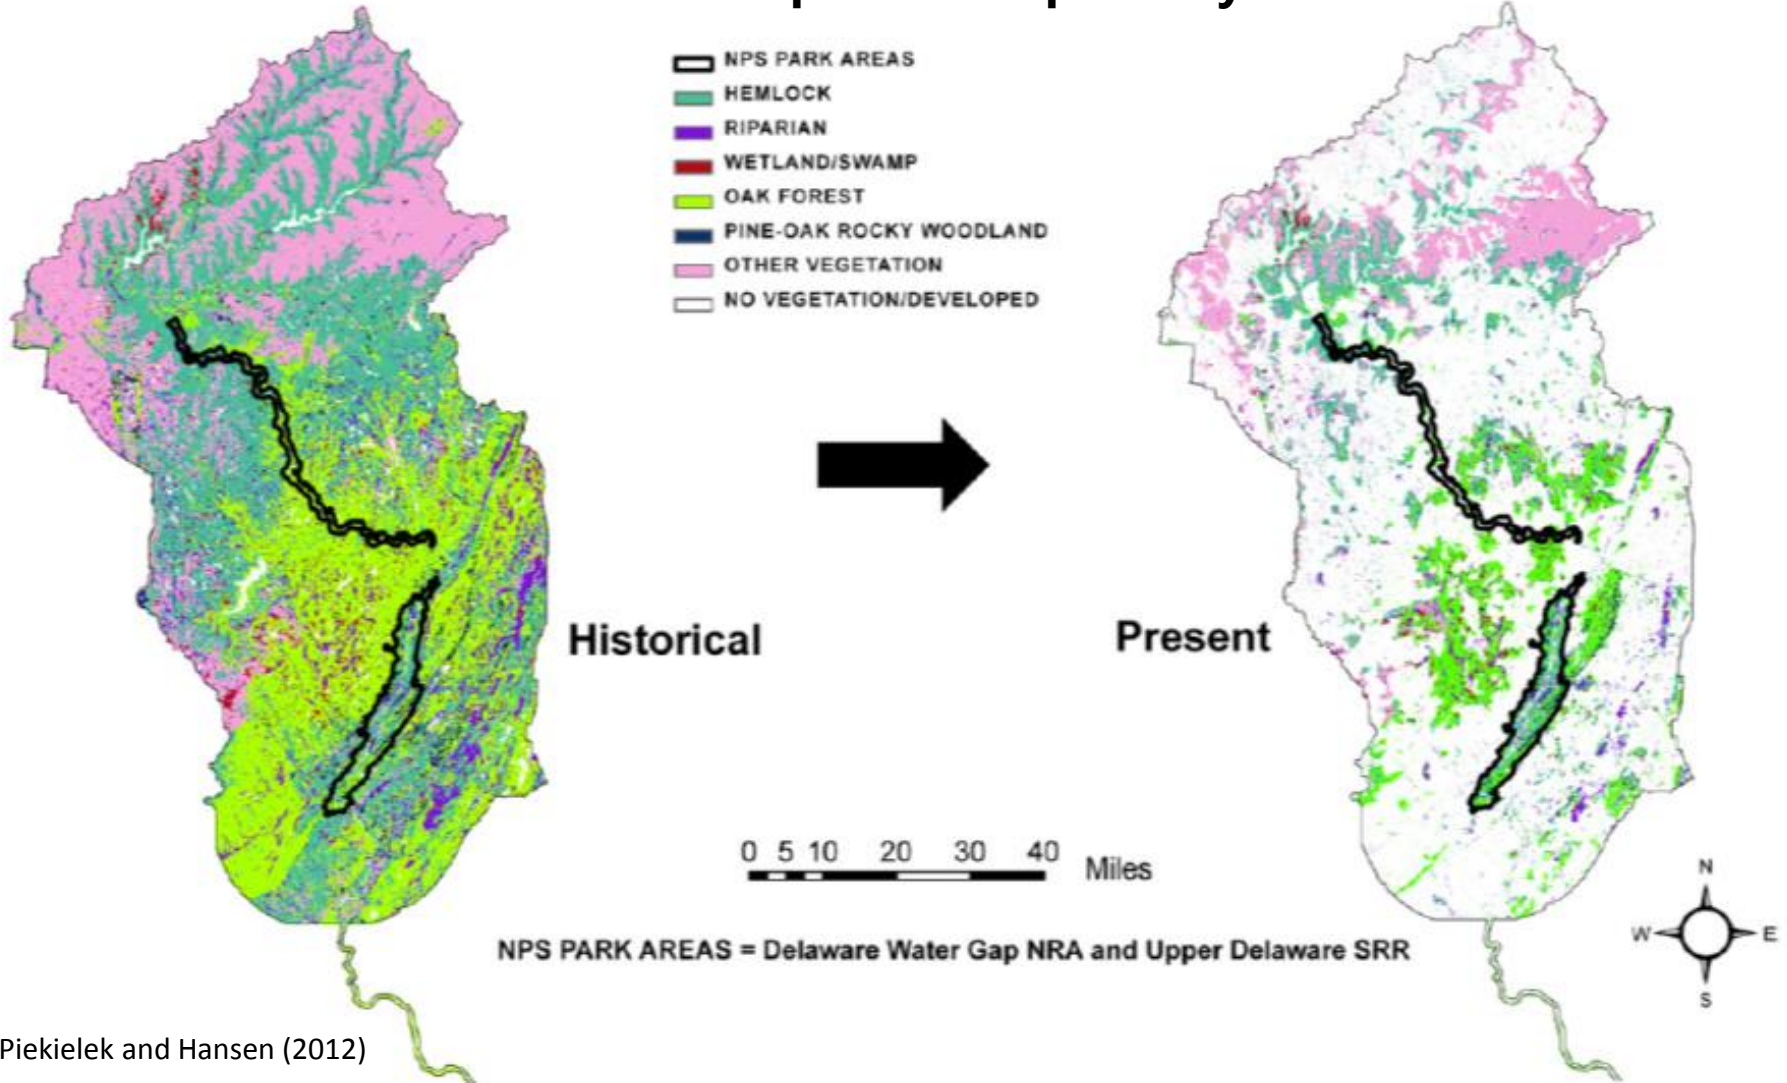 NPS PARK AREAS
HEMLOCK
RIPARIAN
WETLAND/SWAMP
OAK FOREST
PINE-OAK ROCKY WOODLAND
OTHER VEGETATION
NO VEGETATION/DEVELOPED
Historical
Present
0 5 10 20 30 40
Miles
N
W E
S
NPS PARK AREAS = Delaware Water Gap NRA and Upper Delaware SRR
Piekielek and Hansen (2012)